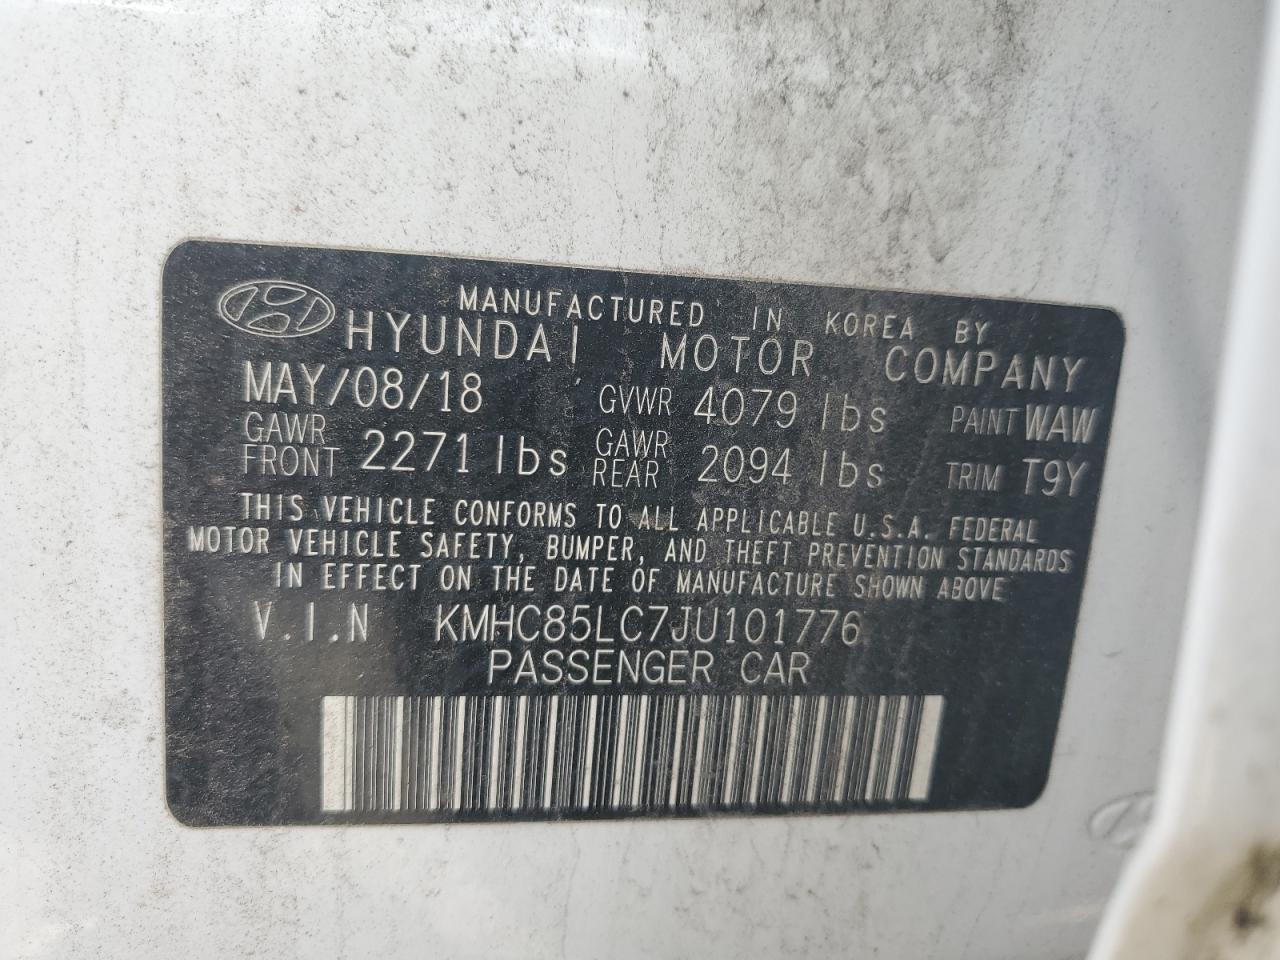 MANUFACTURED IN KOREA BY
HYUNDAI MOTOR COMPANY
MAY/08/18 GVWR 4079 lbs PAINT WAW
GAWR FRONT 2271 lbs GAWR REAR 2094 lbs TRIM T9Y
THIS VEHICLE CONFORMS TO ALL APPLICABLE U.S.A. FEDERAL
MOTOR VEHICLE SAFETY, BUMPER, AND THEFT PREVENTION STANDARDS
IN EFFECT ON THE DATE OF MANUFACTURE SHOWN ABOVE
V.I.N KMHC85LC7JU101776
PASSENGER CAR